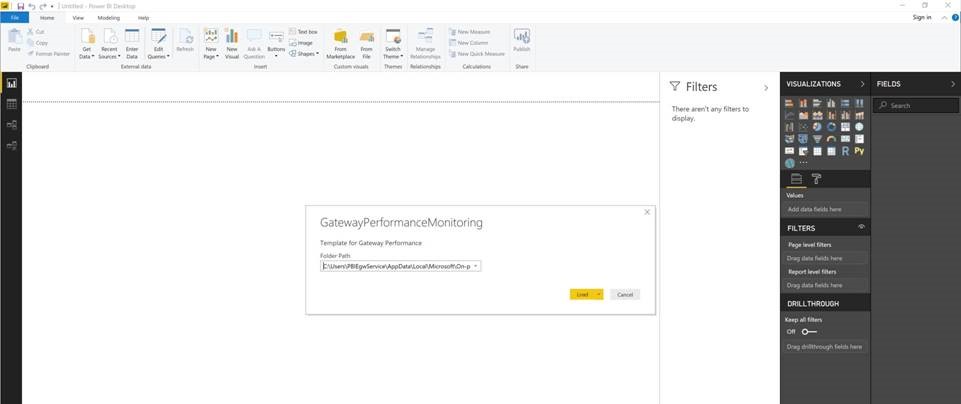 Untitled - Power BI Desktop
File Home View Modeling Help
Sign in
Paste
Cut
Copy
Format Painter
Clipboard
Get Data
Recent Sources
Enter Data
Edit Queries
Refresh
External data
New Page
New Visual
Ask A Question
Buttons
Text box
Image
Shapes
Insert
From Marketplace
From File
Custom visuals
Switch Theme
Themes
Manage Relationships
Relationships
New Measure
New Column
New Quick Measure
Calculations
Publish
Share
Filters
There aren't any filters to
display.
VISUALIZATIONS
R Py
Values
Add data fields here
FILTERS
Page level filters
Drag data fields here
Report level filters
Drag data fields here
DRILLTHROUGH
Keep all filters
Off
Drag drillthrough fields here
FIELDS
Search
GatewayPerformanceMonitoring
Template for Gateway Performance
Folder Path
C:\Users\PBIEgwService\AppData\Local\Microsoft\On-p
Load Cancel